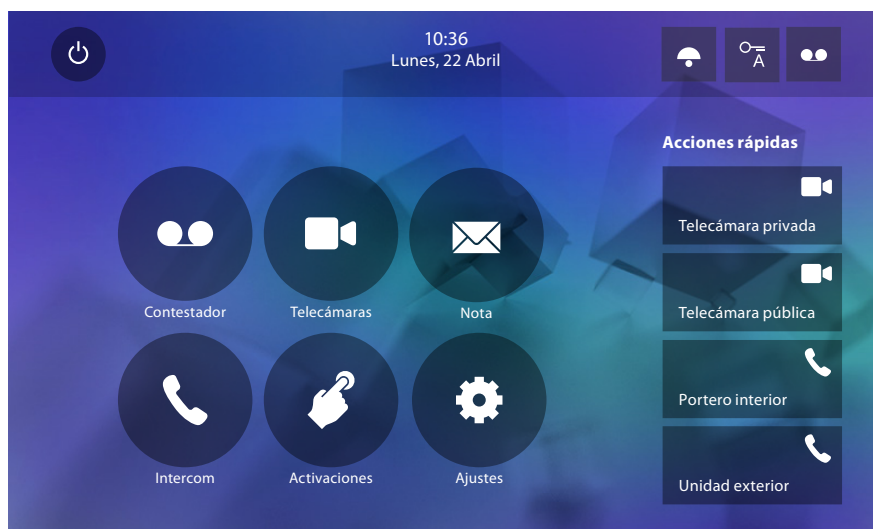 10:36
Lunes, 22 Abril
A
Acciones rápidas
Telecámara privada
Telecámara pública
Portero interior
Unidad exterior
Contestador
Telecámaras
Nota
Intercom
Activaciones
Ajustes